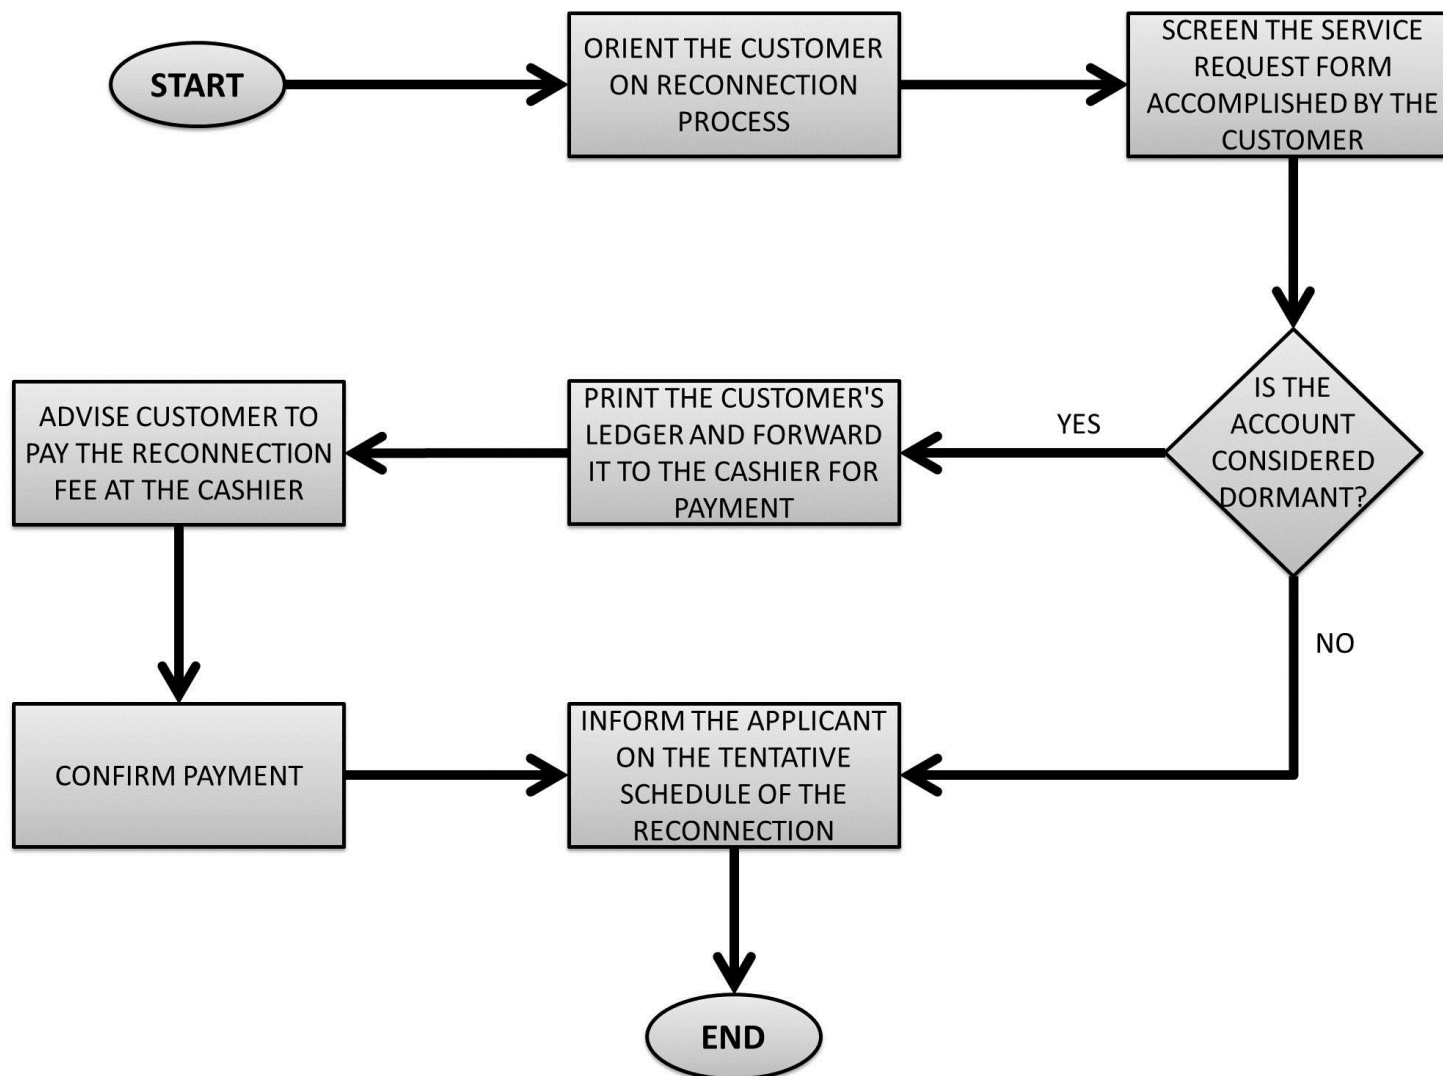 START
ORIENT THE CUSTOMER
ON RECONNECTION
PROCESS
SCREEN THE SERVICE
REQUEST FORM
ACCOMPLISHED BY THE
CUSTOMER
IS THE
ACCOUNT
CONSIDERED
DORMANT?
YES
PRINT THE CUSTOMER'S
LEDGER AND FORWARD
IT TO THE CASHIER FOR
PAYMENT
ADVISE CUSTOMER TO
PAY THE RECONNECTION
FEE AT THE CASHIER
NO
CONFIRM PAYMENT
INFORM THE APPLICANT
ON THE TENTATIVE
SCHEDULE OF THE
RECONNECTION
END